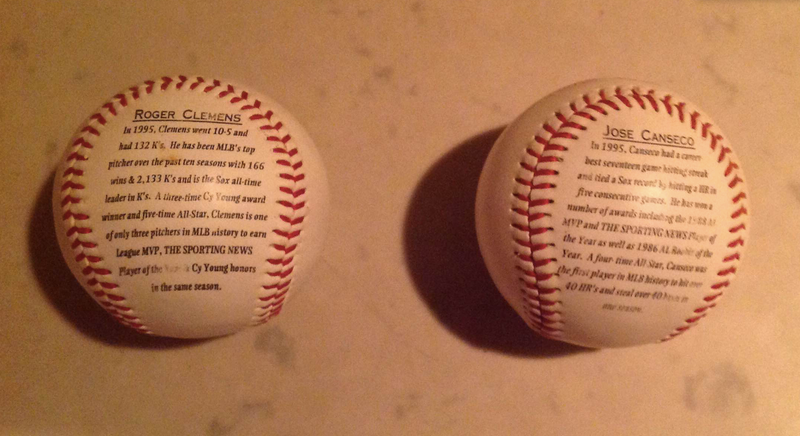 ROGER CLEMENS
In 1995, Clemens went 10-5 and
had 132 K's. He has been MLB's top
pitcher over the past ten seasons with 166
wins & 2,133 K's and is the Sox all-time
leader in K's. A three-time Cy Young award
winner and five-time All-Star, Clemens is one
of only three pitchers in MLB history to earn
League MVP, THE SPORTING NEWS
Player of the Cy Young honors
in the same season.
JOSE CANSECO
In 1995, Canseco had a career
best seventeen game hitting streak
and tied a Sox record by hitting a HR in
five consecutive games. He has won a
number of awards including the 1988 AL
MVP and THE SPORTING NEWS Player of
the Year as well as 1986 AL Rookie of the
Year. A four-time All-Star, Canseco was
the first player in MLB history to hit over
40 HR's and steal over 40 bases in
one season.